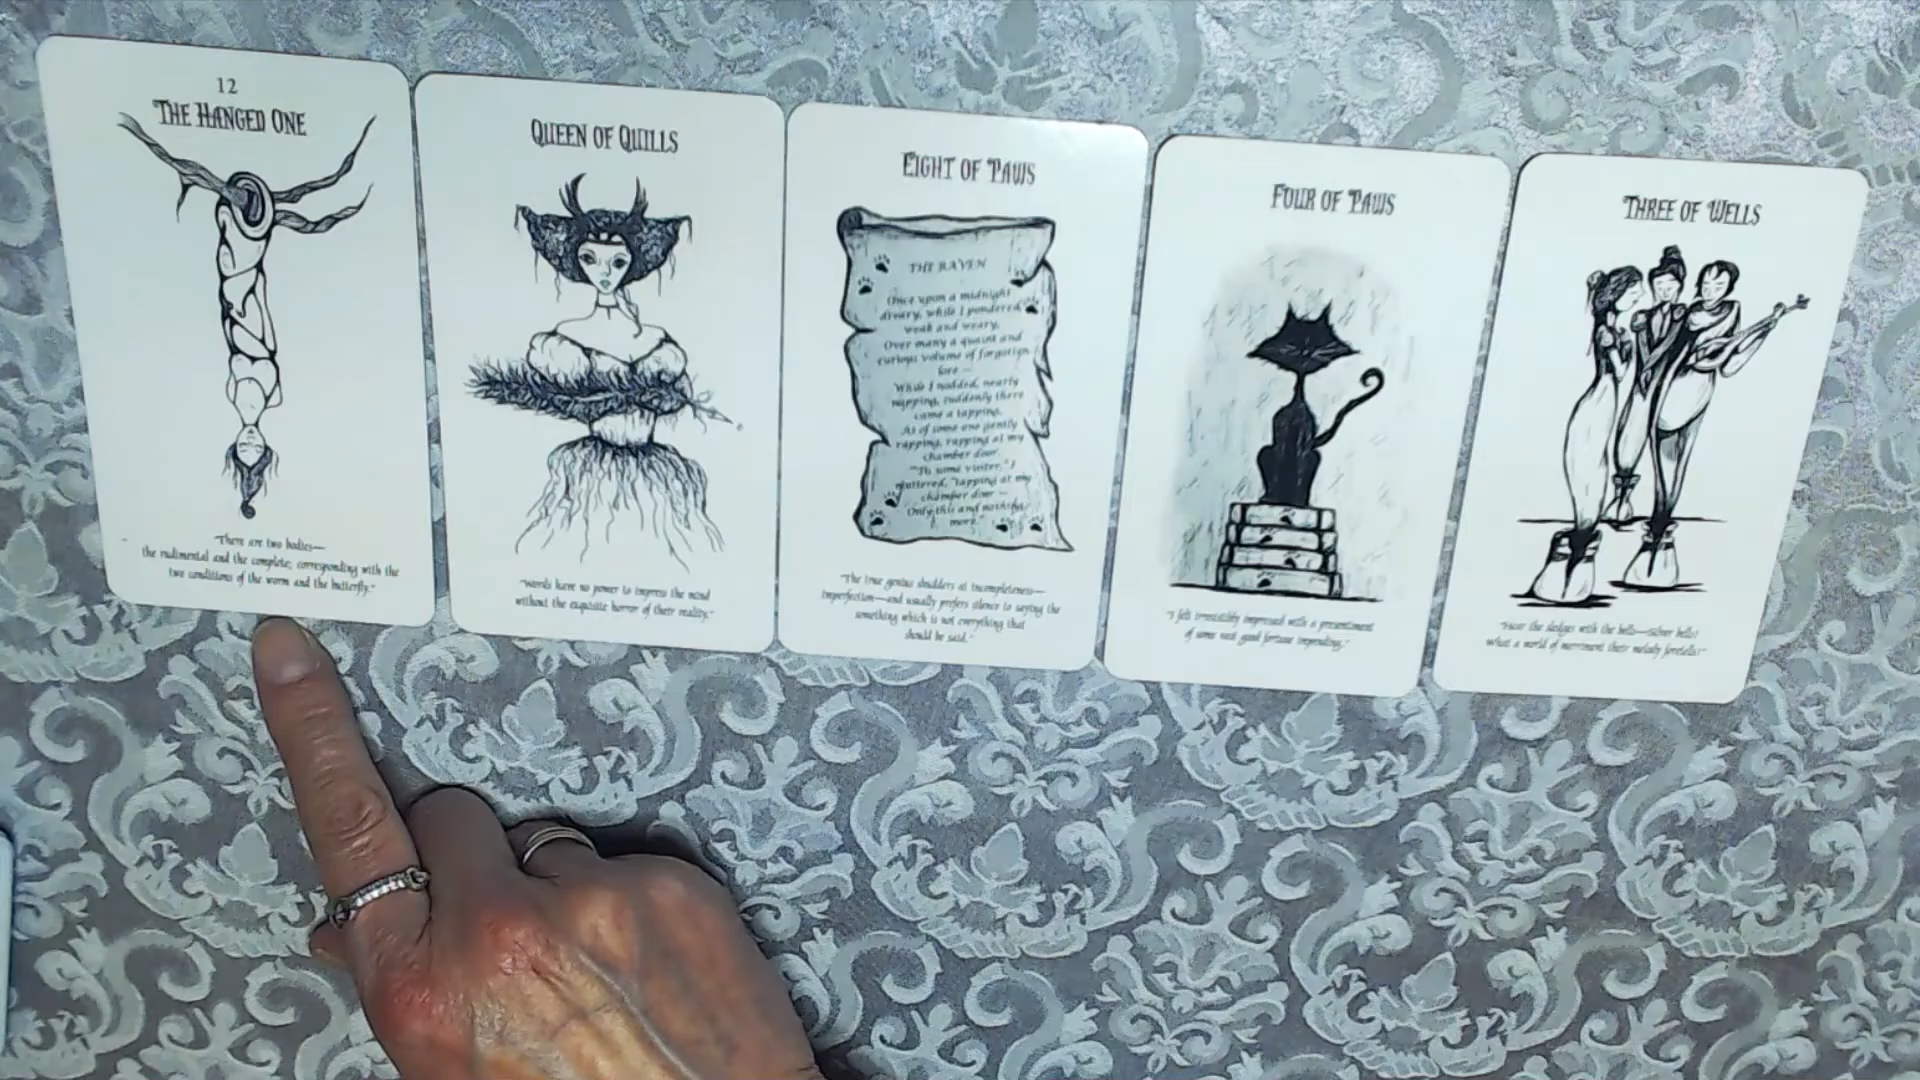 12
THE HANGED ONE
"There are two bodies—
the rudimental and the complete; corresponding with the
two conditions of the worm and the butterfly."
QUEEN OF QUILLS
"Words have no power to impress the mind
without the exquisite horror of their reality."
EIGHT OF PAWS
THE RAVEN
Once upon a midnight
dreary, while I pondered,
weak and weary,
Over many a quaint and
curious volume of forgotten
lore —
While I nodded, nearly
napping, suddenly there
came a tapping,
As of some one gently
rapping, rapping at my
chamber door.
"'Tis some visitor," I
muttered, "tapping at my
chamber door —
Only this and nothing
more."
"The true genius shudders at incompleteness—
imperfection—and usually prefers silence to saying the
something which is not everything that
should be said."
FOUR OF PAWS
"I felt irresistibly impressed with a presentiment
of some vast good fortune impending."
THREE OF WELLS
"Hear the sledges with the bells—silver bells!
What a world of merriment their melody foretells!"